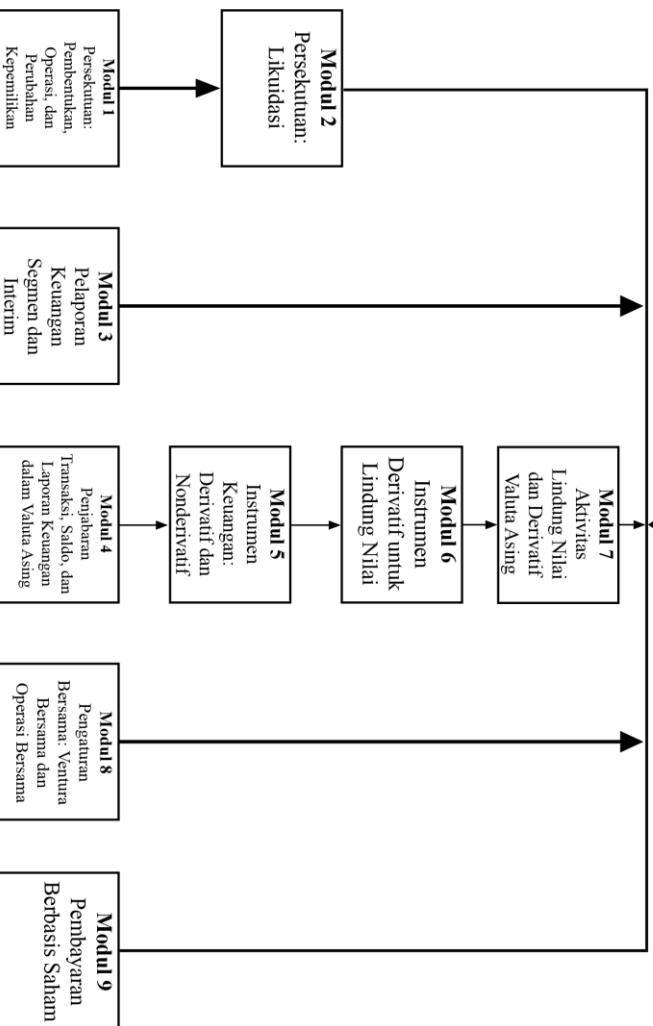 Modul 1
Persekutuan:
Pembentukan,
Operasi, dan
Perubahan
Kepemilikan
Modul 2
Persekutuan:
Likuidasi
Modul 3
Pelaporan
Keuangan
Segmen dan
Interim
Modul 4
Penjabaran
Transaksi, Saldo, dan
Laporan Keuangan
dalam Valuta Asing
Modul 5
Instrumen
Keuangan:
Derivatif dan
Nonderivatif
Modul 6
Instrumen
Derivatif untuk
Lindung Nilai
Modul 7
Aktivitas
Lindung Nilai
dan Derivatif
Valuta Asing
Modul 8
Pengaturan
Bersama: Ventura
Bersama dan
Operasi Bersama
Modul 9
Pembayaran
Berbasis Saham